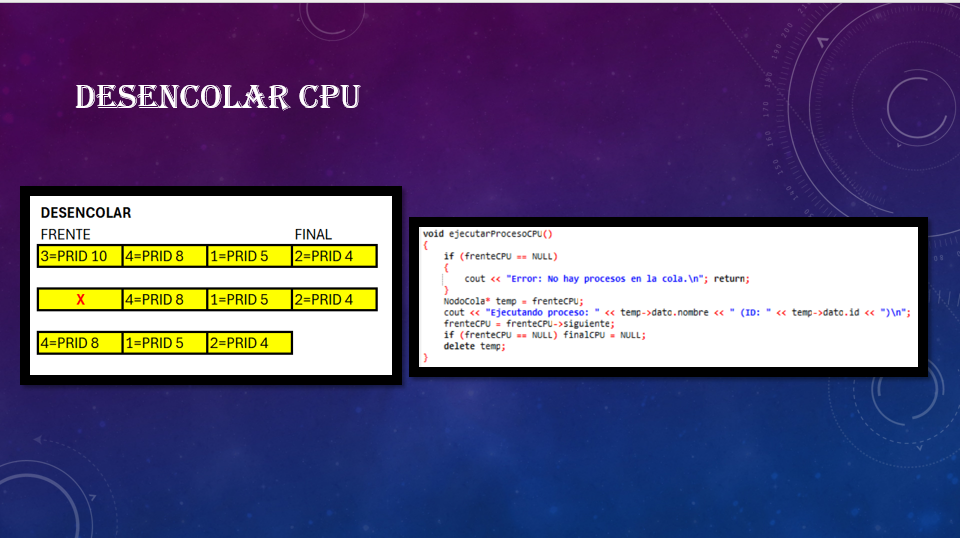 DESENCOLAR CPU
DESENCOLAR
FRENTE FINAL
3=PRID 10 4=PRID 8 1=PRID 5 2=PRID 4
X 4=PRID 8 1=PRID 5 2=PRID 4
4=PRID 8 1=PRID 5 2=PRID 4
void ejecutarProcesoCPU()
{
if (frenteCPU == NULL)
{
cout << "Error: No hay procesos en la cola.\n"; return;
}
NodoCola* temp = frenteCPU;
cout << "Ejecutando proceso: " << temp->dato.nombre << " (ID: " << temp->dato.id << ")\n";
frenteCPU = frenteCPU->siguiente;
if (frenteCPU == NULL) finalCPU = NULL;
delete temp;
}